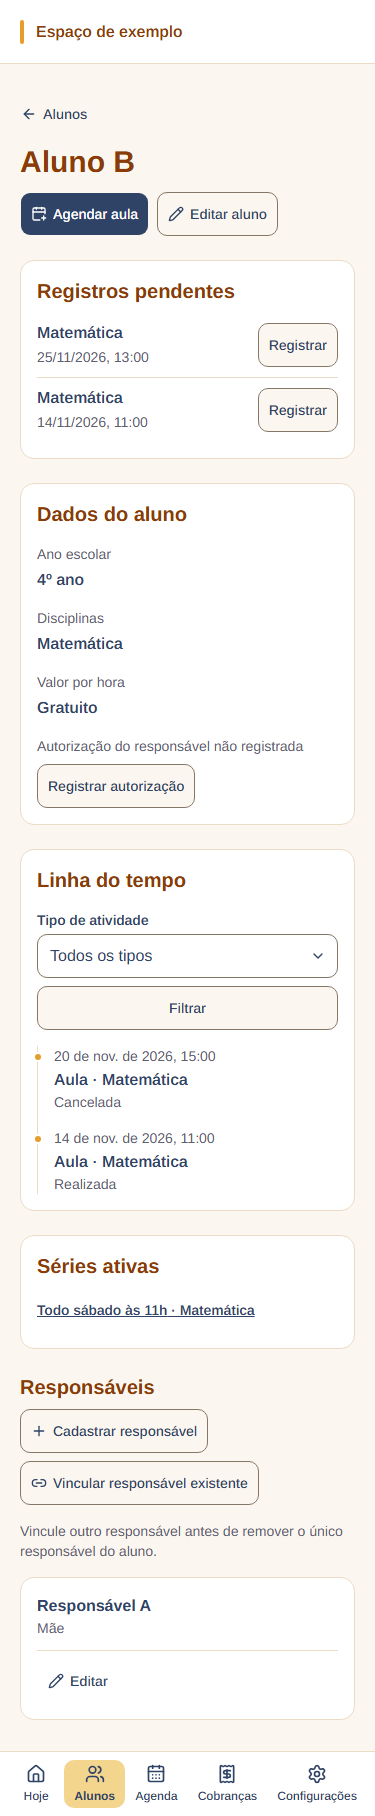 Espaço de exemplo
Alunos
Aluno B
Agendar aula
Editar aluno
Registros pendentes
Matemática
25/11/2026, 13:00
Registrar
Matemática
14/11/2026, 11:00
Registrar
Dados do aluno
Ano escolar
4º ano
Disciplinas
Matemática
Valor por hora
Gratuito
Autorização do responsável não registrada
Registrar autorização
Linha do tempo
Tipo de atividade
Todos os tipos
Filtrar
20 de nov. de 2026, 15:00
Aula · Matemática
Cancelada
14 de nov. de 2026, 11:00
Aula · Matemática
Realizada
Séries ativas
Todo sábado às 11h · Matemática
Responsáveis
Cadastrar responsável
Vincular responsável existente
Vincule outro responsável antes de remover o único
responsável do aluno.
Responsável A
Mãe
Editar
Hoje
Alunos
Agenda
Cobranças
Configurações